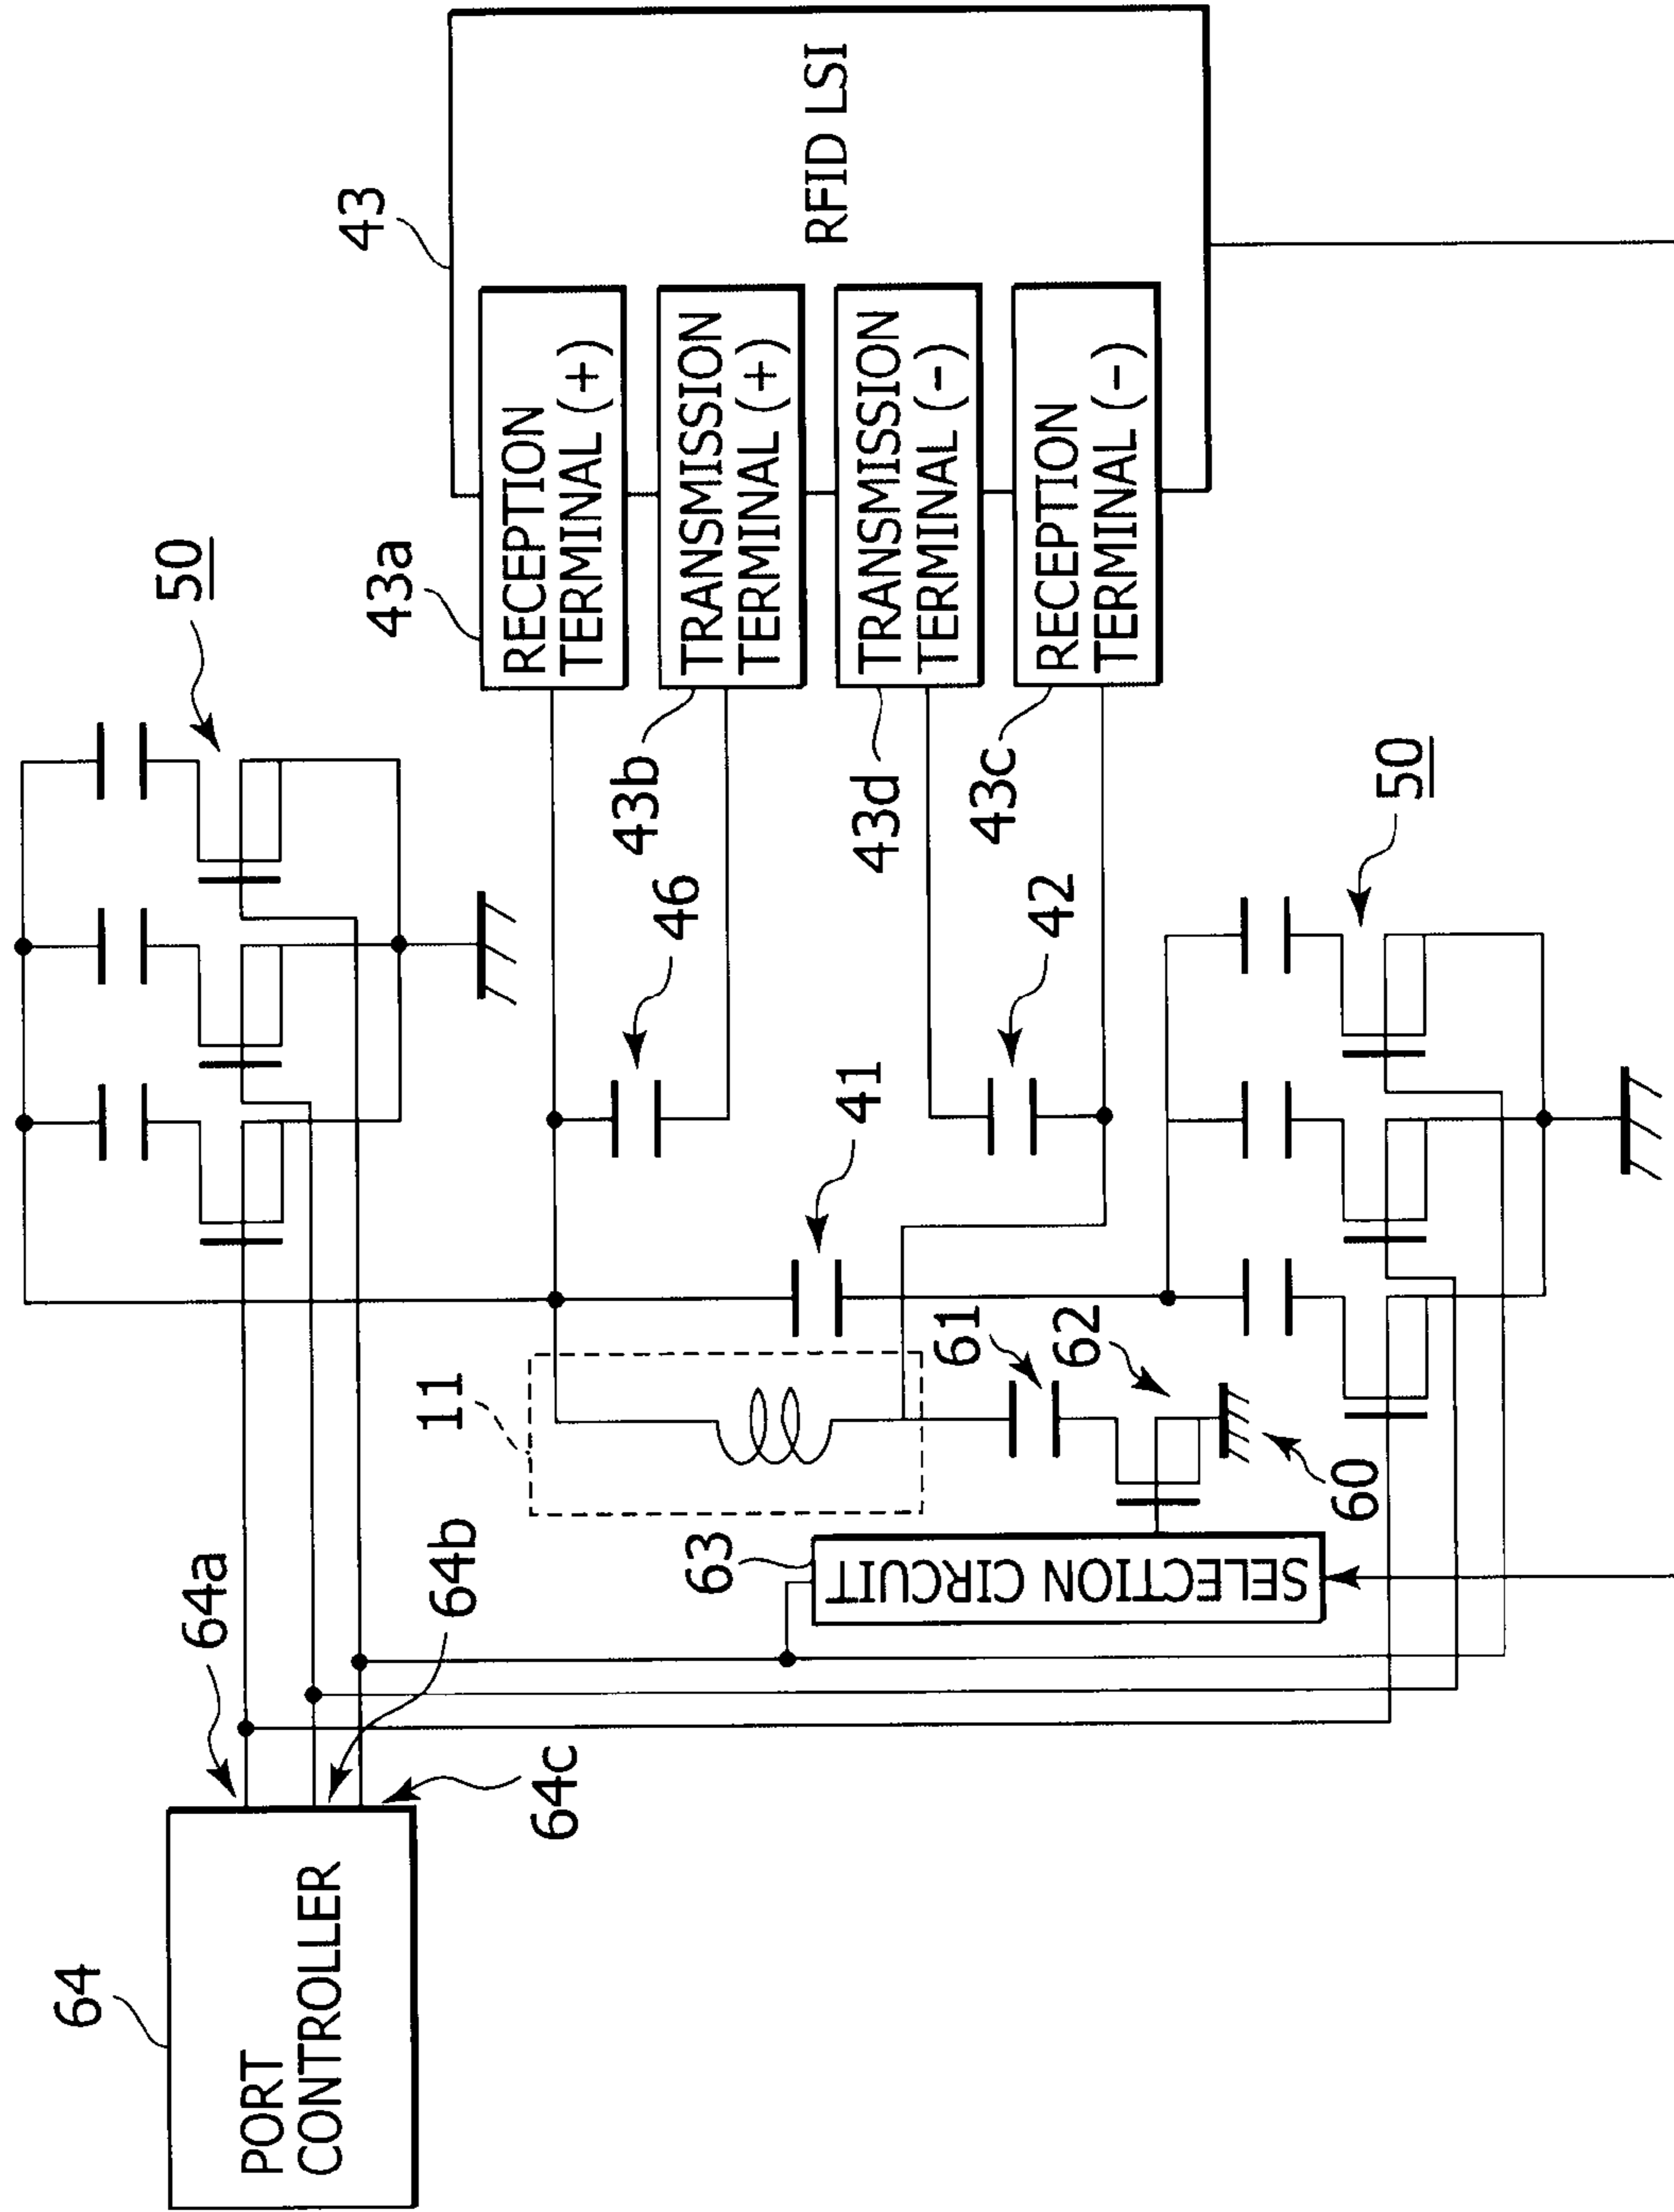 64
PORT
CONTROLLER
64a
64b
64c
50
11
63
SELECTION CIRCUIT
61
62
60
41
46
42
50
43
43a
RECEPTION
TERMINAL (+)
43b
TRANSMISSION
TERMINAL (+)
43d
TRANSMISSION
TERMINAL (-)
43c
RECEPTION
TERMINAL (-)
RFID LSI